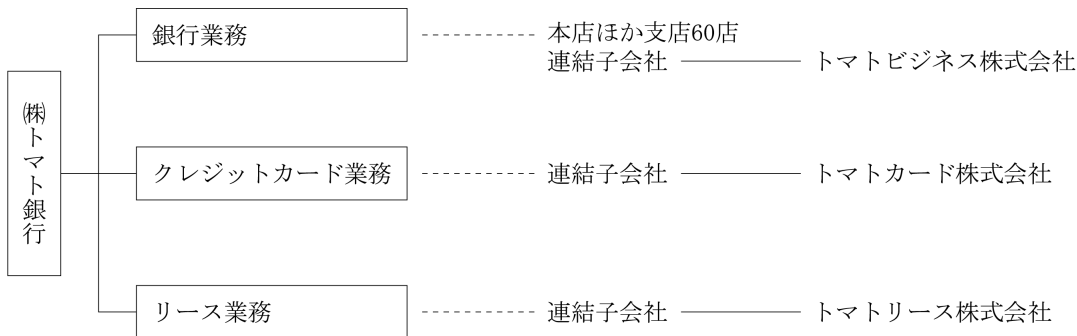 ㈱トマト銀行
銀行業務
本店ほか支店60店
連結子会社
トマトビジネス株式会社
クレジットカード業務
連結子会社
トマトカード株式会社
リース業務
連結子会社
トマトリース株式会社